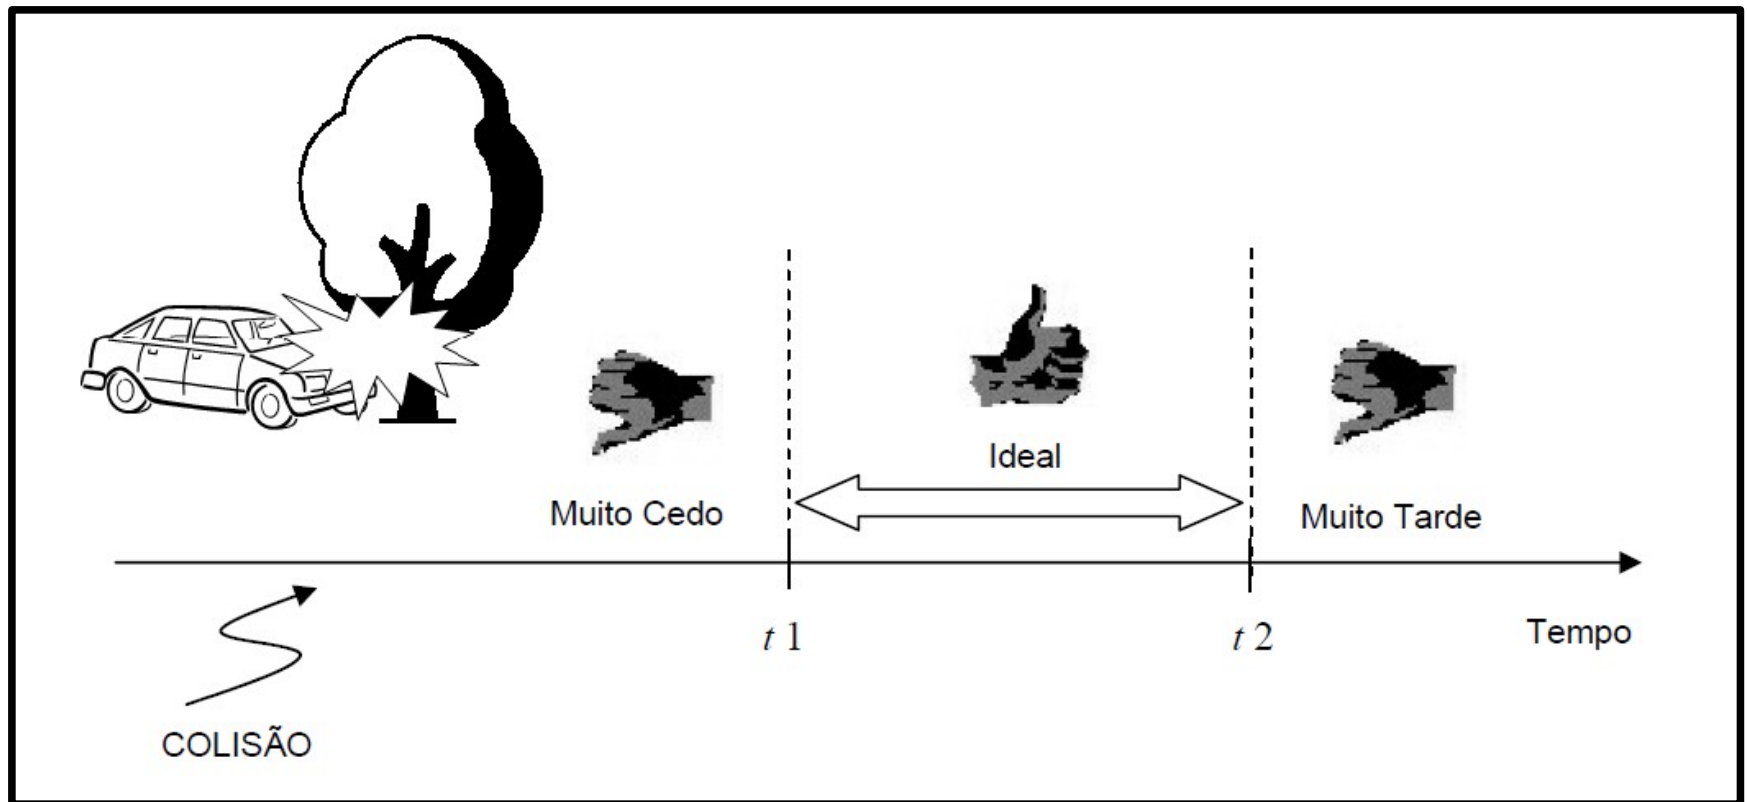 Ideal
Muito Cedo
Muito Tarde
t 1
t 2
Tempo
COLISÃO